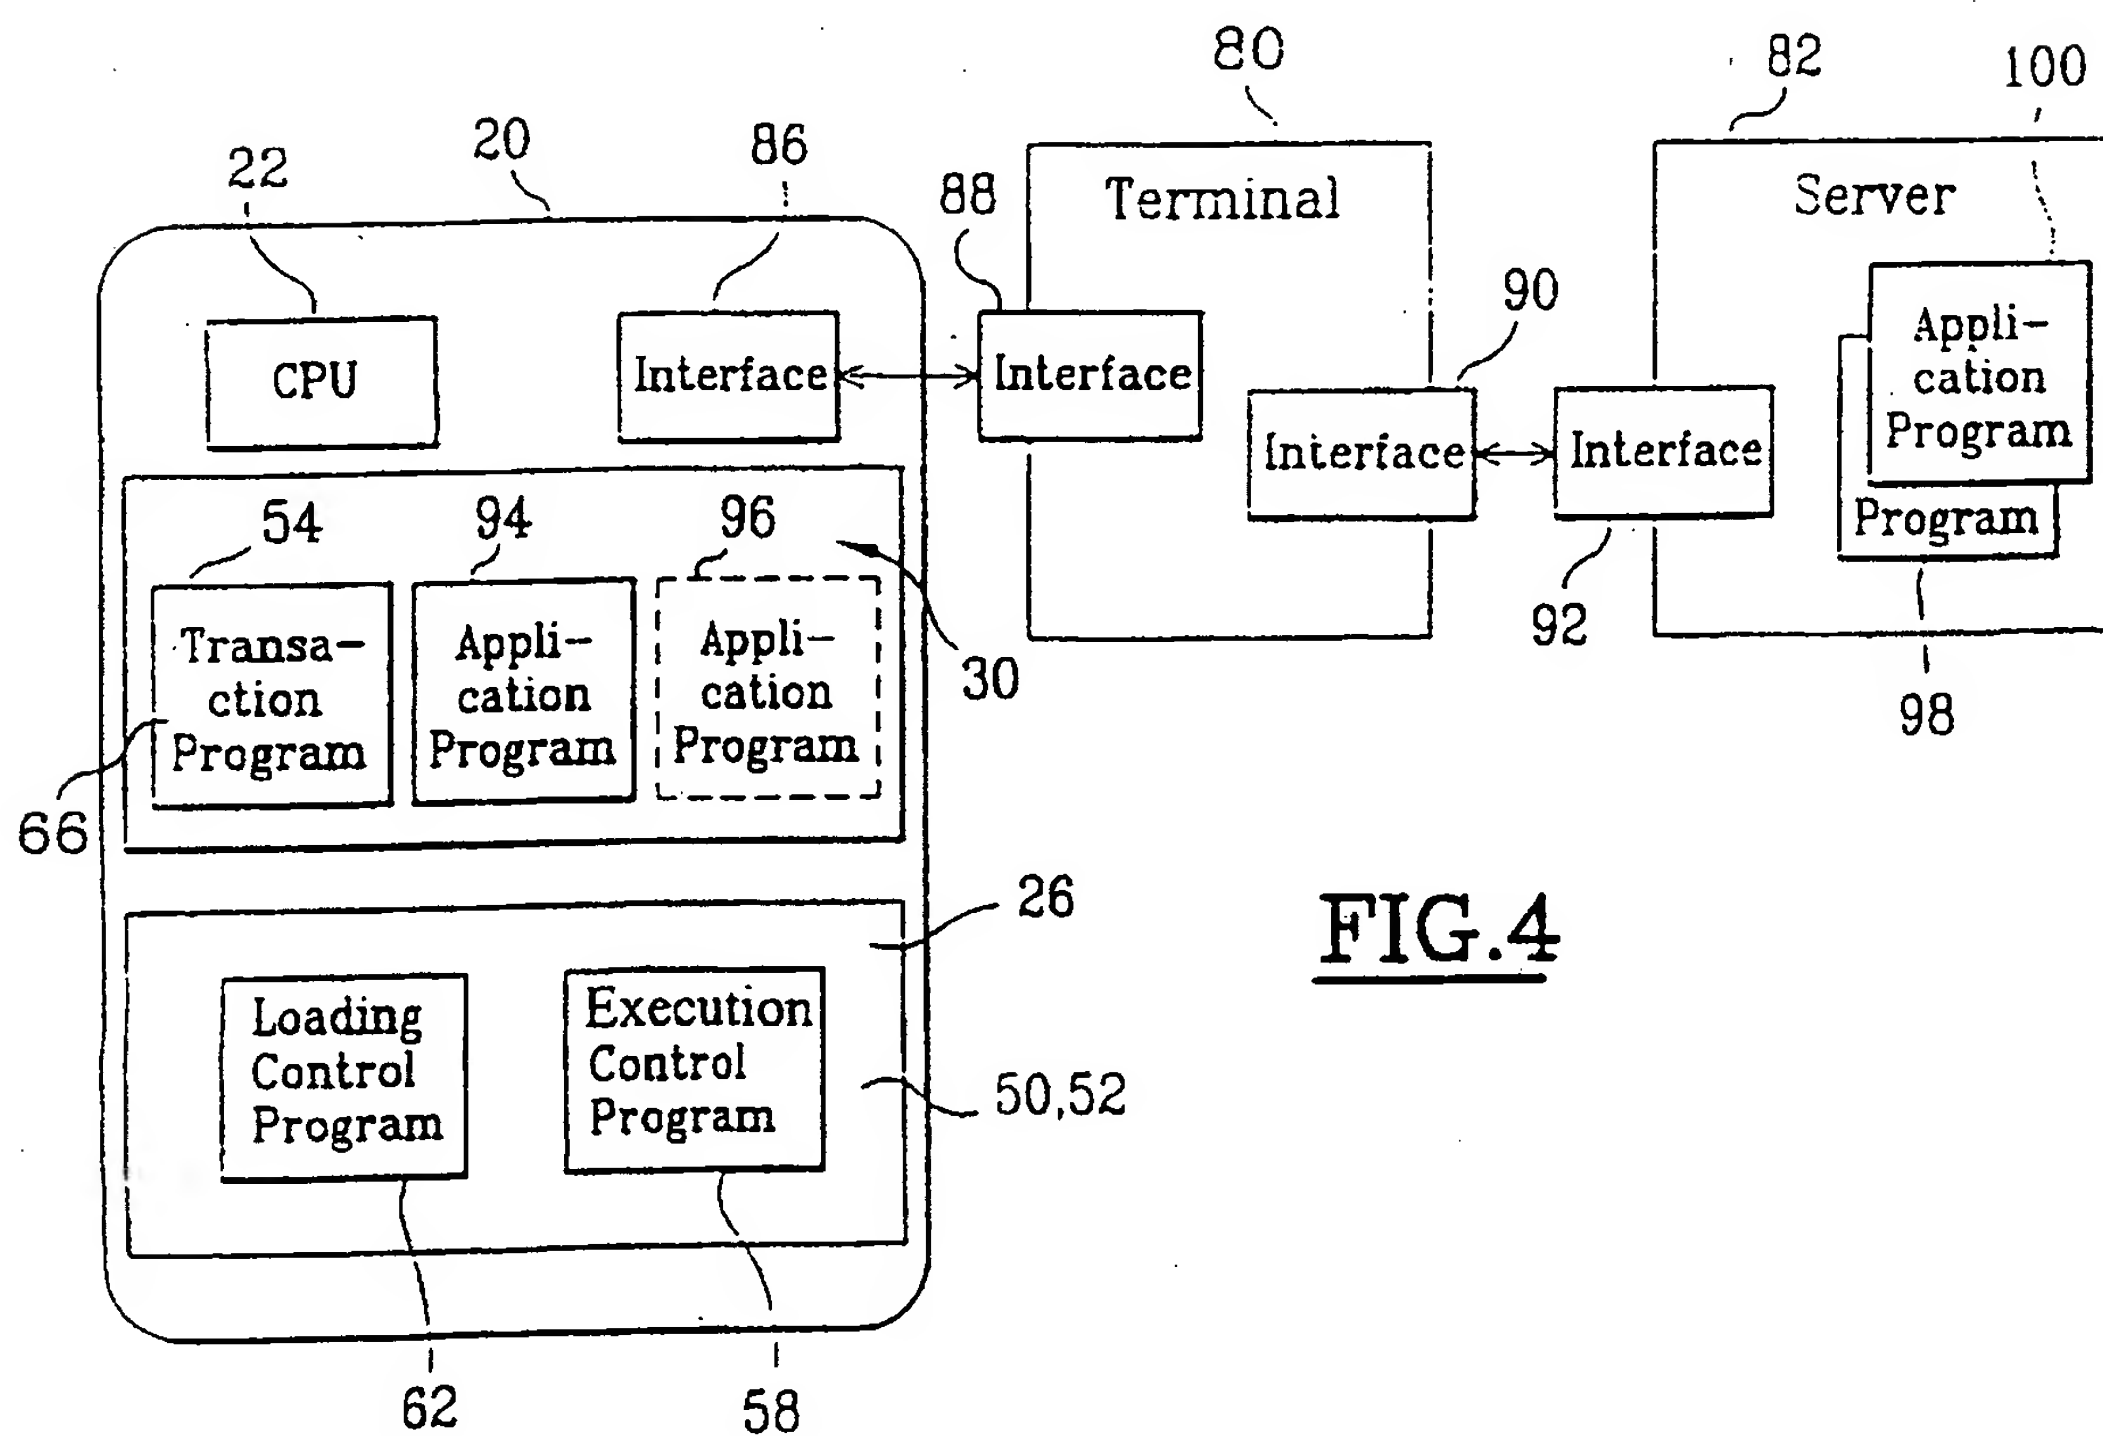 80
82
100
20
86
22
88
Terminal
Server
90
CPU
Interface
Interface
Interface
Interface
Appli-
cation
Program
Program
54
94
96
92
Transa-
ction
Program
Appli-
cation
Program
Appli-
cation
Program
30
98
66
26
FIG.4
Loading
Control
Program
Execution
Control
Program
50,52
62
58